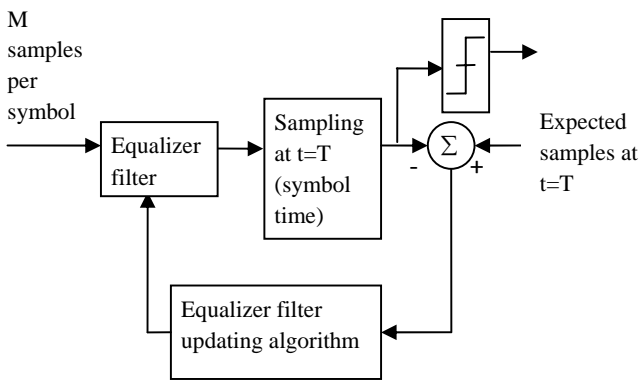 M
samples
per
symbol
Equalizer
filter
Sampling
at t=T
(symbol
time)
Σ
-
+
Expected
samples at
t=T
Equalizer filter
updating algorithm